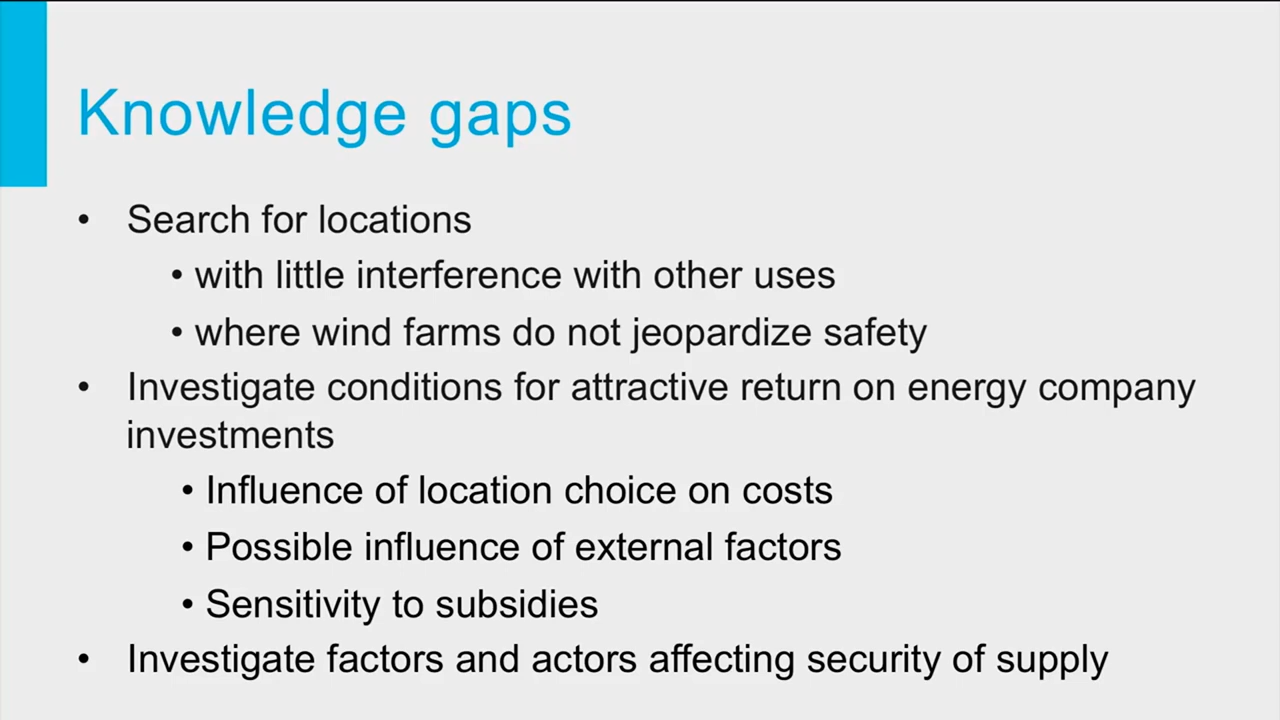 Knowledge gaps
• Search for locations
• with little interference with other uses
• where wind farms do not jeopardize safety
• Investigate conditions for attractive return on energy company
investments
• Influence of location choice on costs
• Possible influence of external factors
• Sensitivity to subsidies
• Investigate factors and actors affecting security of supply